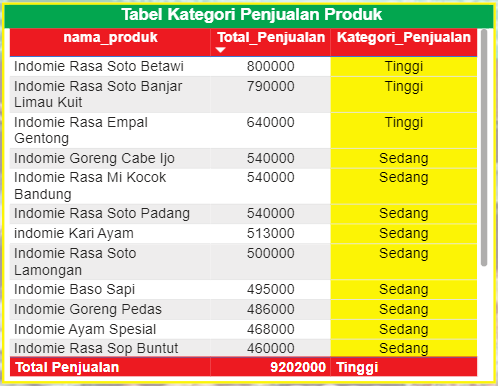 Tabel Kategori Penjualan Produk
nama_produk Total_Penjualan Kategori_Penjualan
Indomie Rasa Soto Betawi 800000 Tinggi
Indomie Rasa Soto Banjar 790000 Tinggi
Limau Kuit
Indomie Rasa Empal 640000 Tinggi
Gentong
Indomie Goreng Cabe Ijo 540000 Sedang
Indomie Rasa Mi Kocok 540000 Sedang
Bandung
Indomie Rasa Soto Padang 540000 Sedang
indomie Kari Ayam 513000 Sedang
Indomie Rasa Soto 500000 Sedang
Lamongan
Indomie Baso Sapi 495000 Sedang
Indomie Goreng Pedas 486000 Sedang
Indomie Ayam Spesial 468000 Sedang
Indomie Rasa Sop Buntut 460000 Sedang
Total Penjualan 9202000 Tinggi